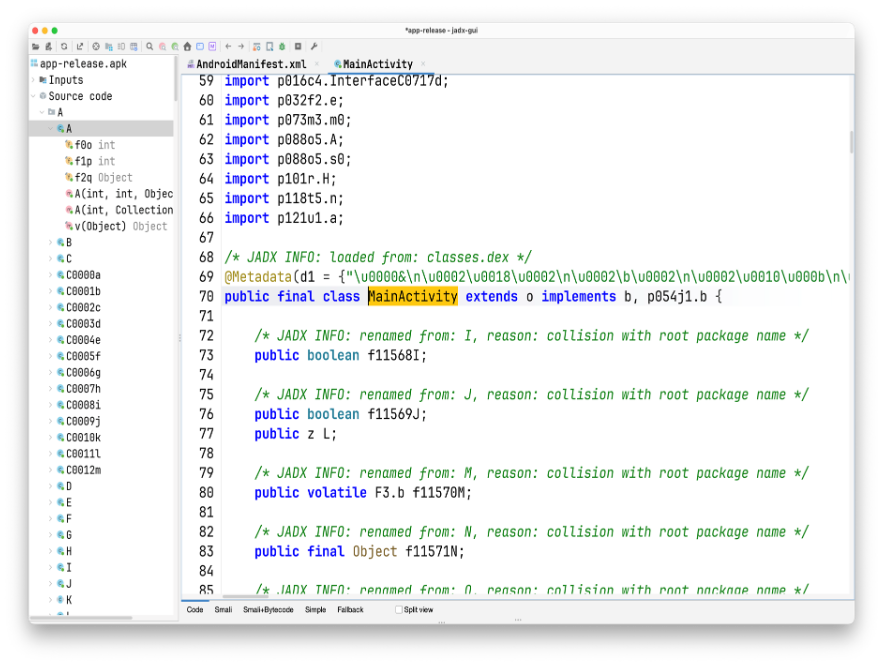 *app-release - jadx-gui
app-release.apk
Inputs
Source code
A
A
f0o int
f1p int
f2q Object
A(int, int, Objec
A(int, Collection
v(Object) Object
B
C
C0000a
C0001b
C0002c
C0003d
C0004e
C0005f
C0006g
C0007h
C0008i
C0009j
C0010k
C0011l
C0012m
D
E
F
G
H
I
J
K
AndroidManifest.xml
MainActivity
59 import p016c4.InterfaceC0717d;
60 import p032f2.e;
61 import p073m3.m0;
62 import p088o5.A;
63 import p088o5.s0;
64 import p101r.H;
65 import p118t5.n;
66 import p121u1.a;
67
68 /* JADX INFO: loaded from: classes.dex */
69 @Metadata(d1 = {"\u0000&\n\u0002\u0018\u0002\n\u0002\b\u0002\n\u0002\u0010\u000b\n\
70 public final class MainActivity extends o implements b, p054j1.b {
71
72 /* JADX INFO: renamed from: I, reason: collision with root package name */
73 public boolean f11568I;
74
75 /* JADX INFO: renamed from: J, reason: collision with root package name */
76 public boolean f11569J;
77 public z L;
78
79 /* JADX INFO: renamed from: M, reason: collision with root package name */
80 public volatile F3.b f11570M;
81
82 /* JADX INFO: renamed from: N, reason: collision with root package name */
83 public final Object f11571N;
84
85 /* JADX INFO: renamed from: O, reason: collision with root package name */
Code Smali Smali+Bytecode Simple Fallback Split view